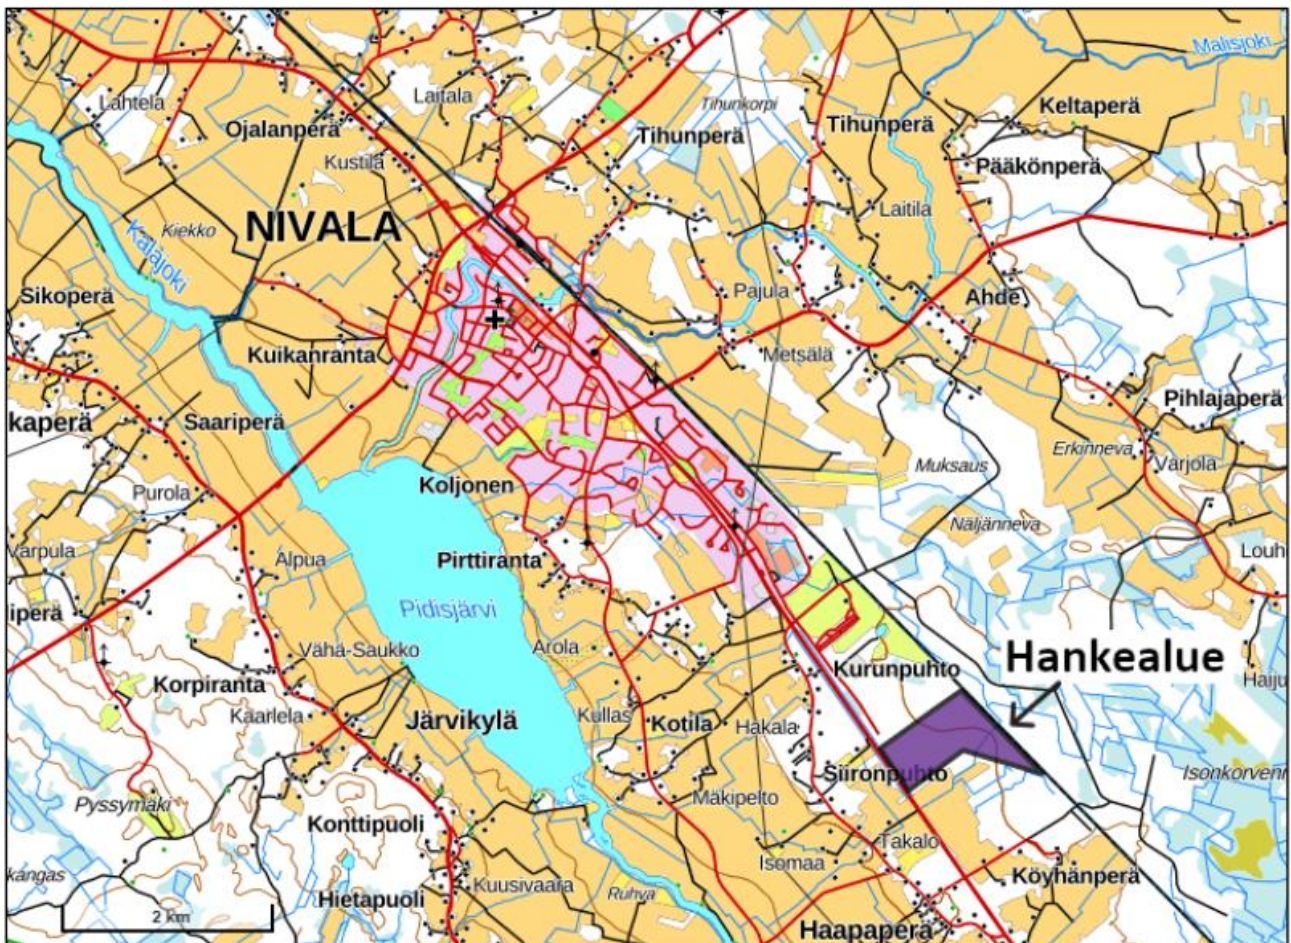 Malisjoki
Lahtela
Laitala
Tihunkorpi
Keltaperä
Ojalanperä
Tihunperä
Tihunperä
Kustila
Pääkönperä
NIVALA
Laitila
Kiekko
Kalajoki
Sikoperä
Pajula
Ahde
Kuikanranta
Metsälä
Pihlajaperä
kaperä
Saariperä
Erkinneva
Varjola
Muksaus
Purola
Koljonen
Näljänneva
Varpula
Alpua
Pirttiranta
Louh
iperä
Pidisjärvi
Vähä-Saukko
Arola
Hankealue
Kurunpuhto
Haiju
Korpiranta
Kaarlela
Järvikylä
Kullas
Kotila
Hakala
Siironpuhto
Isonkorven
Pyssymäki
Mäkipelto
Konttipuoli
Takalo
Isomaa
kangas
Kuusivaara
Köyhänperä
Hietapuoli
Ruhva
2 km
Haapaperä